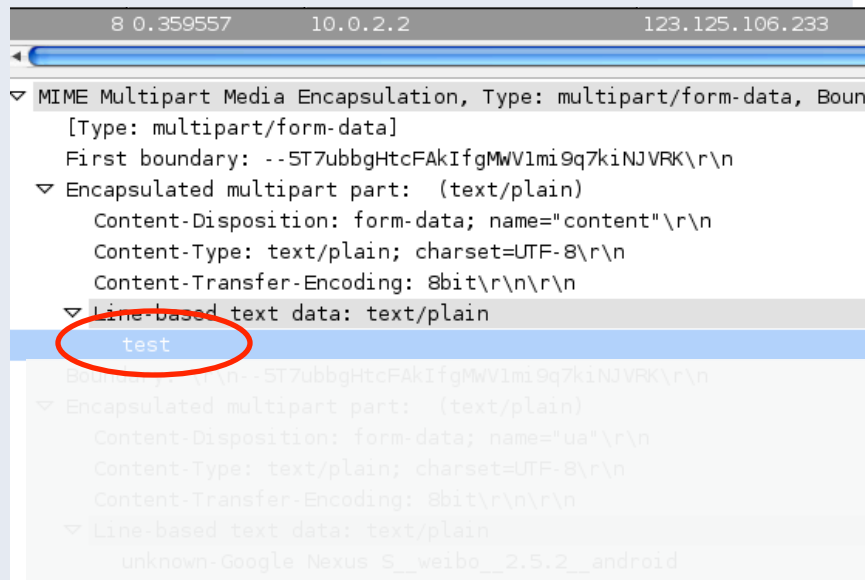 8 0.359557 10.0.2.2 123.125.106.233
MIME Multipart Media Encapsulation, Type: multipart/form-data, Boun
[Type: multipart/form-data]
First boundary: --5T7ubbgHtcFAkIfgMWV1mi9q7kiNJVRK\r\n
Encapsulated multipart part: (text/plain)
Content-Disposition: form-data; name="content"\r\n
Content-Type: text/plain; charset=UTF-8\r\n
Content-Transfer-Encoding: 8bit\r\n\r\n
Line-based text data: text/plain
test
Boundary: \r\n--5T7ubbgHtcFAkIfgMWV1mi9q7kiNJVRK\r\n
Encapsulated multipart part: (text/plain)
Content-Disposition: form-data; name="ua"\r\n
Content-Type: text/plain; charset=UTF-8\r\n
Content-Transfer-Encoding: 8bit\r\n\r\n
Line-based text data: text/plain
unknown-Google Nexus S__weibo__2.5.2__android